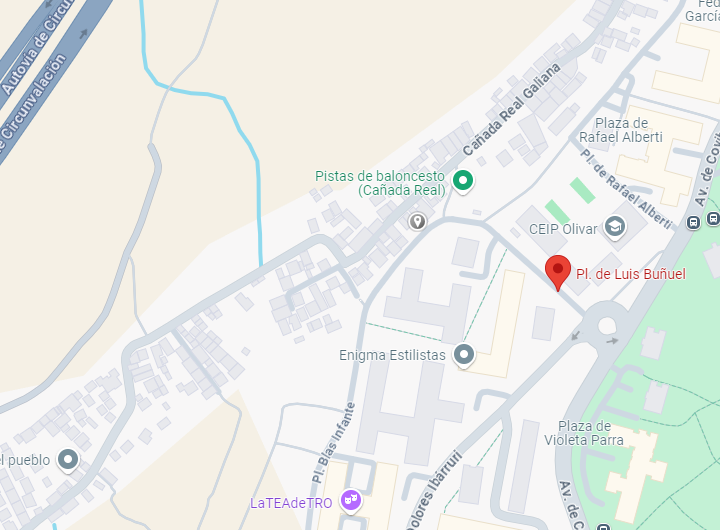 Autovía de Circun
e Circunvalación
Fed
García
Cañada Real Galiana
Plaza de
Rafael Alberti
Pl. de Rafael Alberti
Av. de Covi
Pistas de baloncesto
(Cañada Real)
CEIP Olivar
Pl. de Luis Buñuel
Enigma Estilistas
Plaza de
Violeta Parra
Pl. Blas Infante
Dolores Ibárruri
el pueblo
LaTEAdeTRO
Av. de C